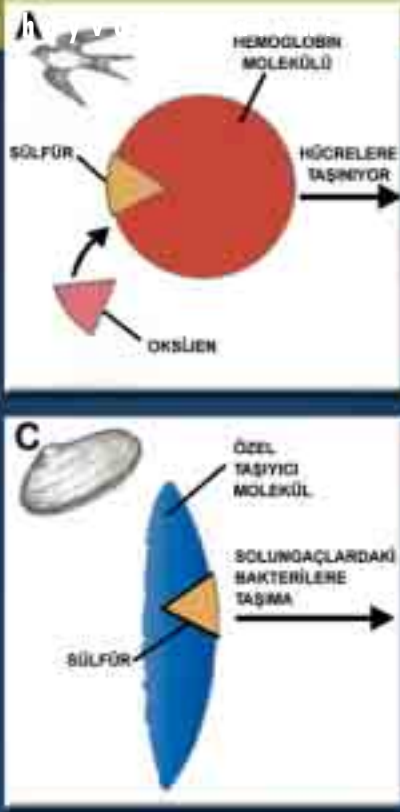 A
HEMOGLOBİN
MOLEKÜLÜ
SÜLFÜR
HÜCRELERE
TAŞINIYOR
OKSİJEN
C
ÖZEL
TAŞIYICI
MOLEKÜL
SOLUNGAÇLARDAKİ
BAKTERİLERE
TAŞIMA
SÜLFÜR